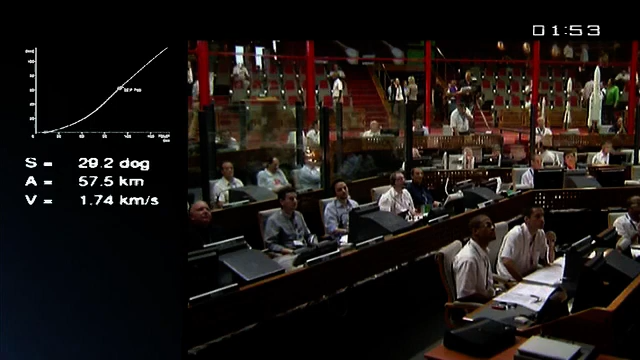 01:53
S = 29.2 dog
A = 57.5 km
V = 1.74 km/s